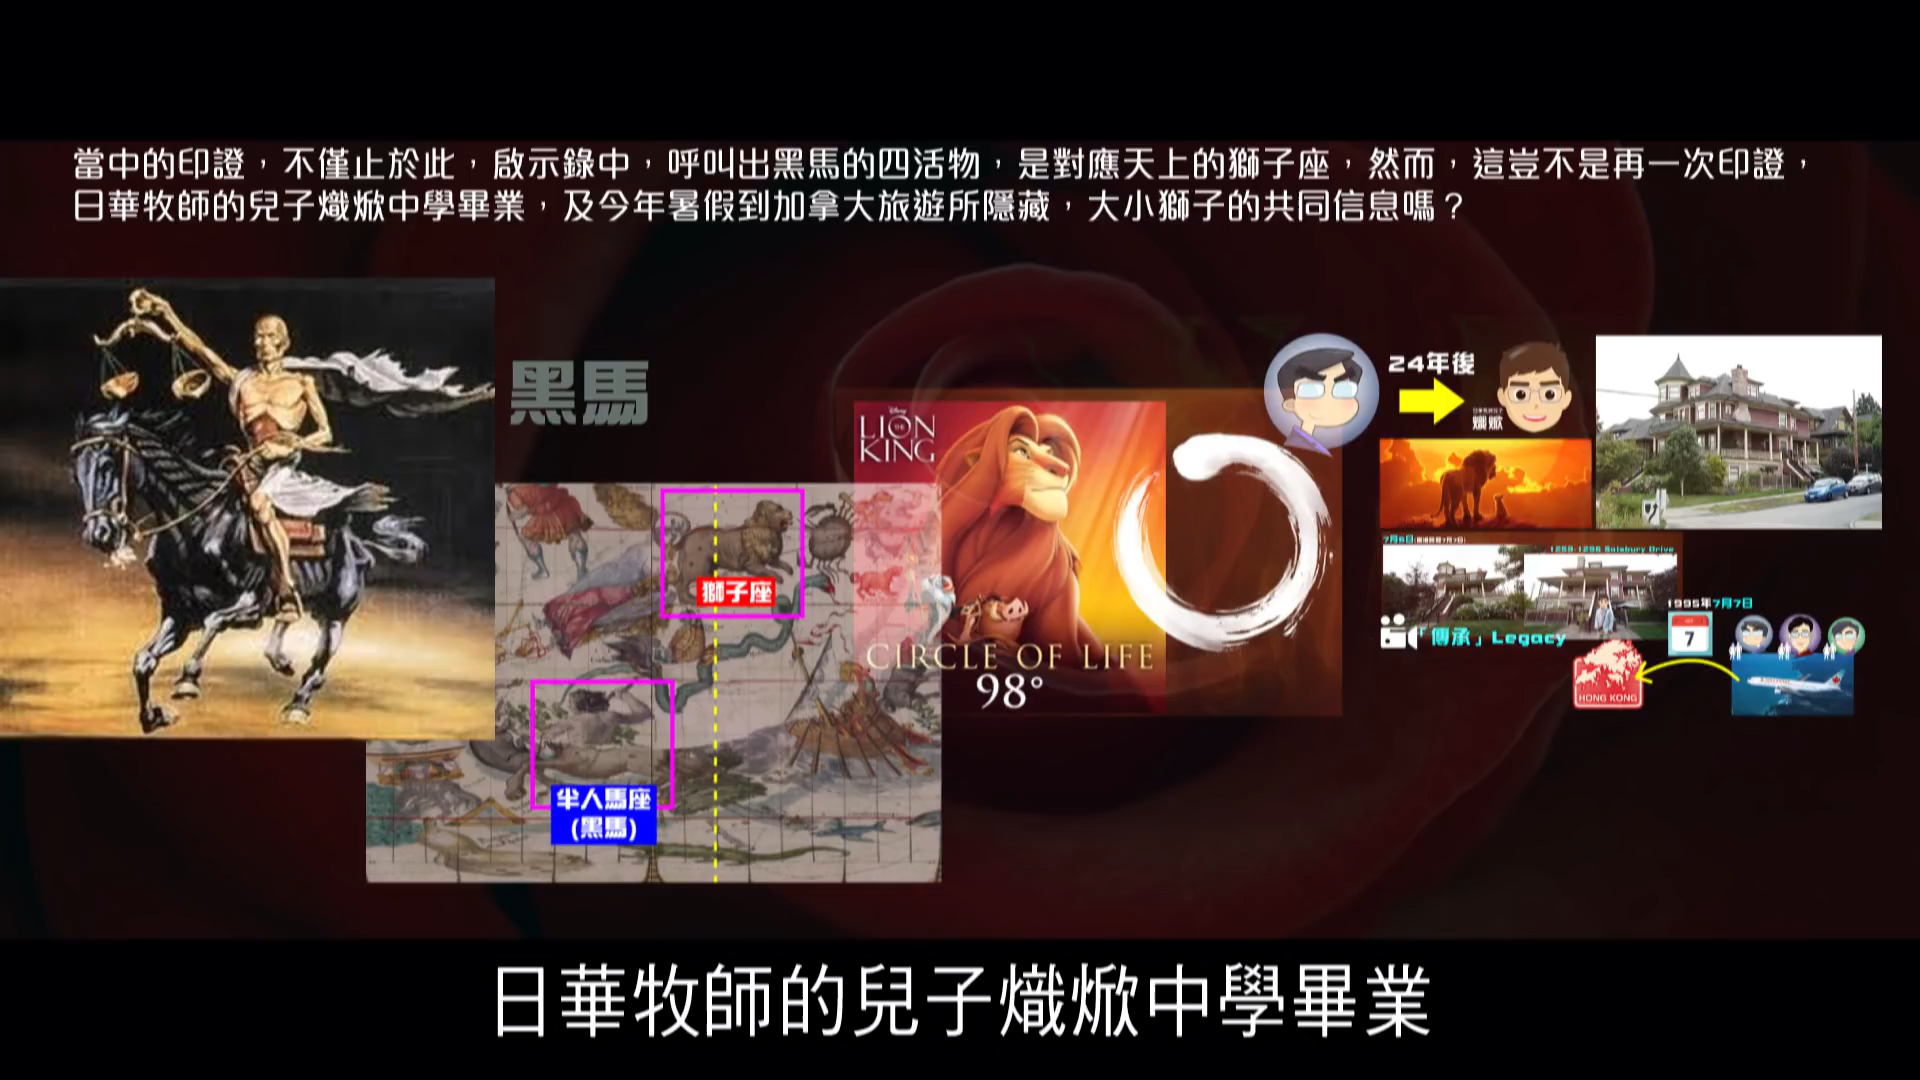 當中的印證，不僅止於此，啟示錄中，呼叫出黑馬的四活物，是對應天上的獅子座，然而，這豈不是再一次印證，
日華牧師的兒子熾焮中學畢業，及今年暑假到加拿大旅遊所隱藏，大小獅子的共同信息嗎？
黑馬
獅子座
半人馬座
(黑馬)
Disney
THE
LION
KING
CIRCLE OF LIFE
98°
24年後
熾焮
1995年7月7日
7
「傳承」Legacy
HONG KONG
日華牧師的兒子熾焮中學畢業